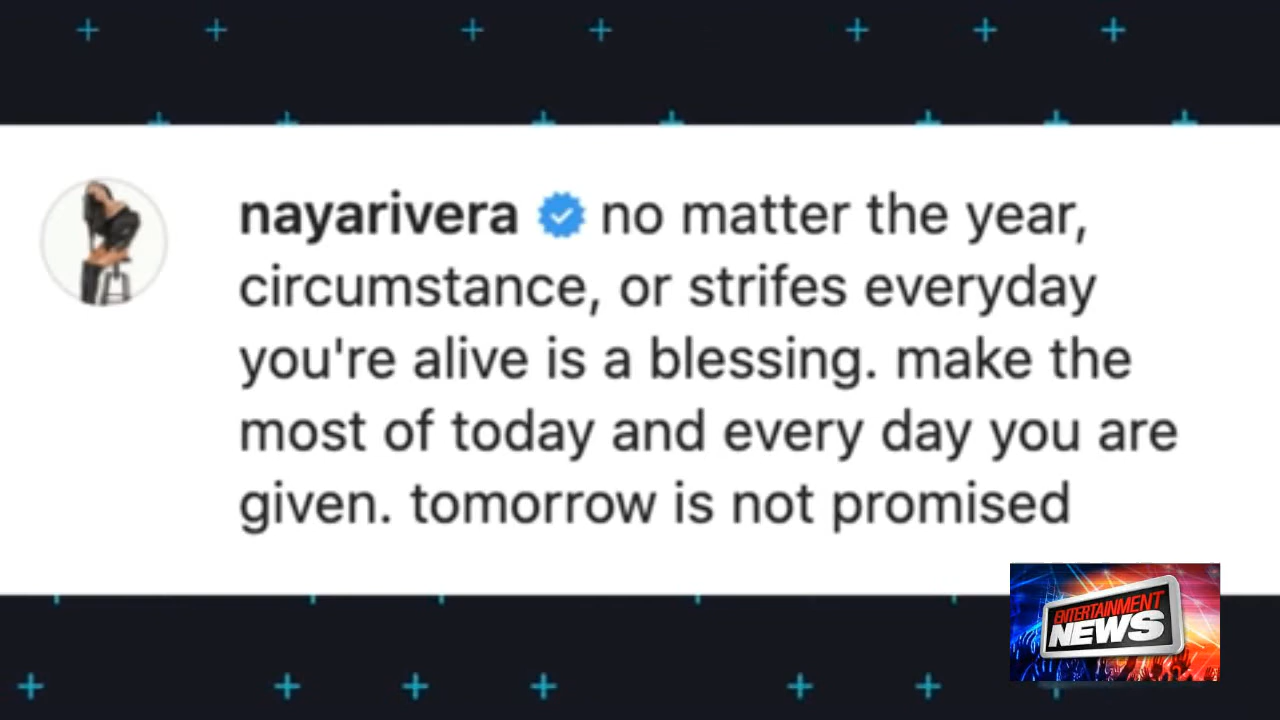 nayarivera no matter the year,
circumstance, or strifes everyday
you're alive is a blessing. make the
most of today and every day you are
given. tomorrow is not promised
ENTERTAINMENT
NEWS